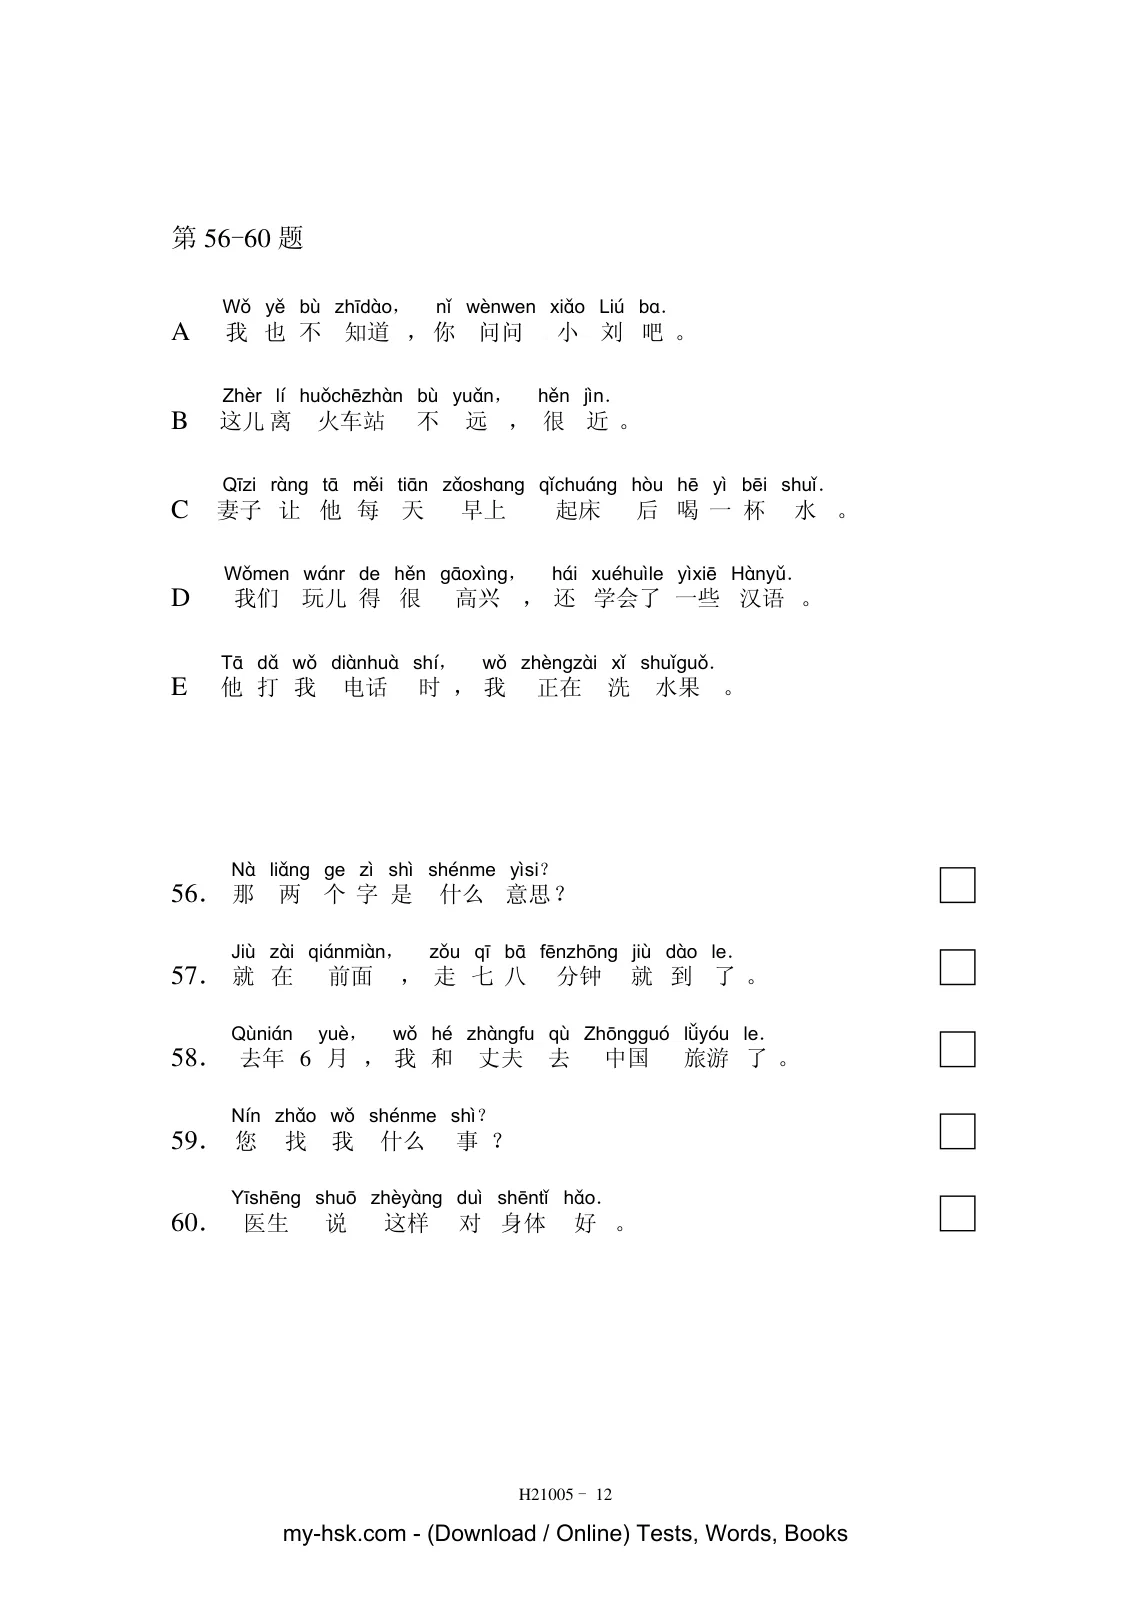 第 56-60 题
Wǒ yě bù zhīdào, nǐ wènwen xiǎo Liú ba.
A 我也不知道，你问问小刘吧。
Zhèr lí huǒchēzhàn bù yuǎn, hěn jìn.
B 这儿离火车站不远，很近。
Qīzi ràng tā měi tiān zǎoshang qǐchuáng hòu hē yì bēi shuǐ.
C 妻子让他每天早上起床后喝一杯水。
Wǒmen wánr de hěn gāoxìng, hái xuéhuìle yìxiē Hànyǔ.
D 我们玩儿得很高兴，还学会了一些汉语。
Tā dǎ wǒ diànhuà shí, wǒ zhèngzài xǐ shuǐguǒ.
E 他打我电话时，我正在洗水果。
Nà liǎng ge zì shì shénme yìsi?
56. 那两个字是什么意思?
Jiù zài qiánmiàn, zǒu qī bā fēnzhōng jiù dào le.
57. 就在前面，走七八分钟就到了。
Qùnián yuè, wǒ hé zhàngfu qù Zhōngguó lǚyóu le.
58. 去年 6 月，我和丈夫去中国旅游了。
Nín zhǎo wǒ shénme shì?
59. 您找我什么事?
Yīshēng shuō zhèyàng duì shēntǐ hǎo.
60. 医生说这样对身体好。
H21005- 12
my-hsk.com - (Download / Online) Tests, Words, Books